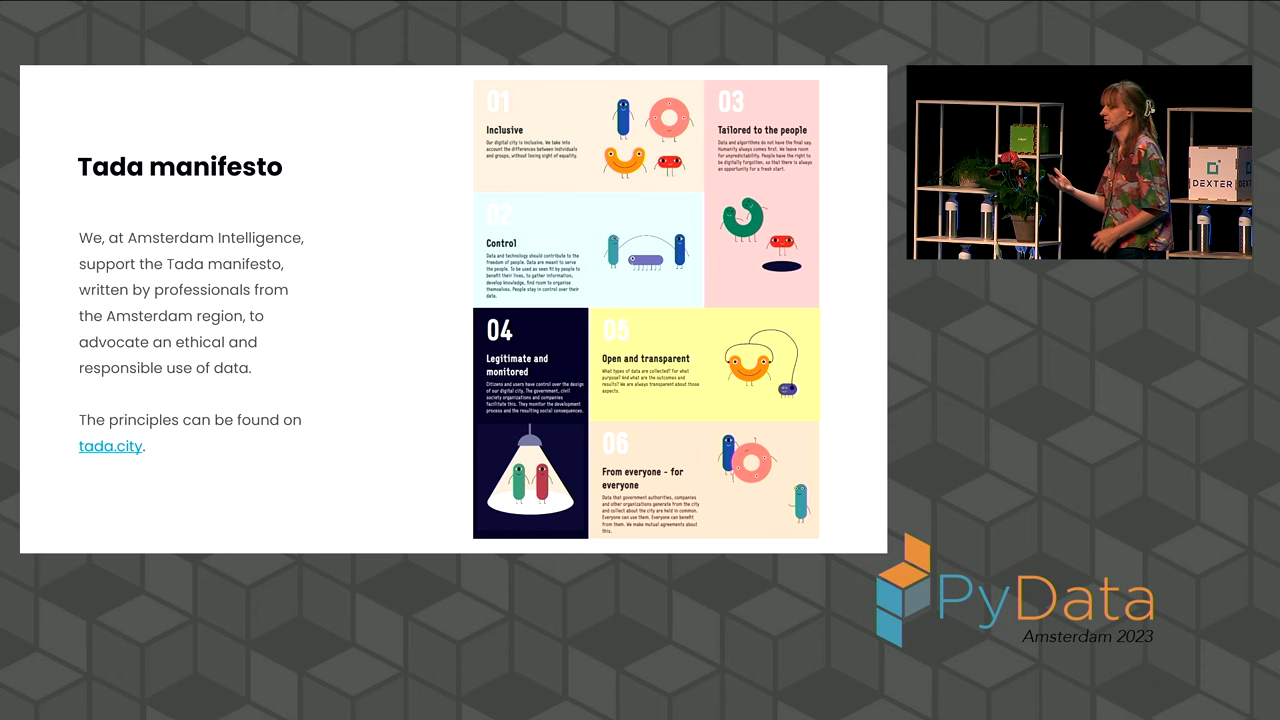 Tada manifesto
We, at Amsterdam Intelligence,
support the Tada manifesto,
written by professionals from
the Amsterdam region, to
advocate an ethical and
responsible use of data.
The principles can be found on
tada.city.
01
Inclusive
Our digital city is inclusive. We take into
account the differences between individuals
and groups, without losing sight of equality.
02
Control
Data and technology should contribute to the
freedom of people. Data are meant to serve
the people. To be used as seen fit by people to
benefit their lives, to gather information,
develop knowledge, find room to organise
themselves. People stay in control over their
data.
03
Tailored to the people
Data and algorithms do not have the final say.
Humanity always comes first. We leave room
for unpredictability. People have the right to
be digitally forgotten, so that there is always
an opportunity for a fresh start.
04
Legitimate and
monitored
Citizens and users have control over the design
of our digital city. The government, civil
society organizations and companies
facilitate this. They monitor the development
process and the resulting social consequences.
05
Open and transparent
What types of data are collected? For what
purpose? And what are the outcomes and
results? We are always transparent about those
aspects.
06
From everyone - for
everyone
Data that government authorities, companies
and other organizations generate from the city
and collect about the city are held in common.
Everyone can use them. Everyone can benefit
from them. We make mutual agreements about
this.
DEXTER
DEXT
PyData
Amsterdam 2023